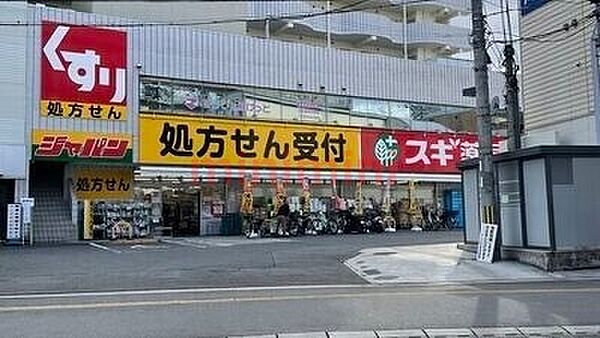 くすり
処方せん
ジャパン
処方せん
処方せん受付
スギ薬局